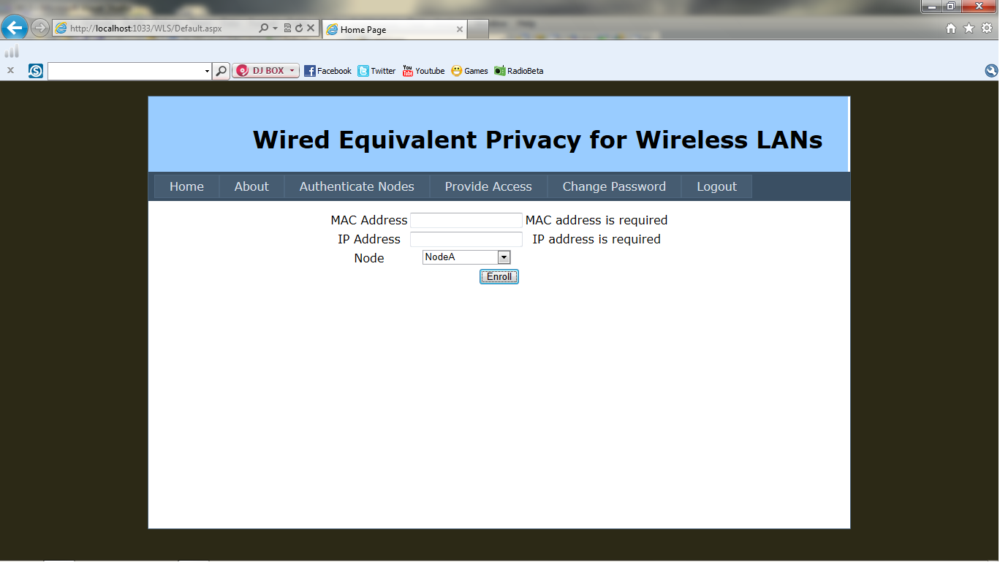 http://localhost:1033/WLS/Default.aspx
Home Page
DJ BOX Facebook Twitter Youtube Games RadioBeta
Wired Equivalent Privacy for Wireless LANs
Home About Authenticate Nodes Provide Access Change Password Logout
MAC Address MAC address is required
IP Address IP address is required
Node NodeA
Enroll